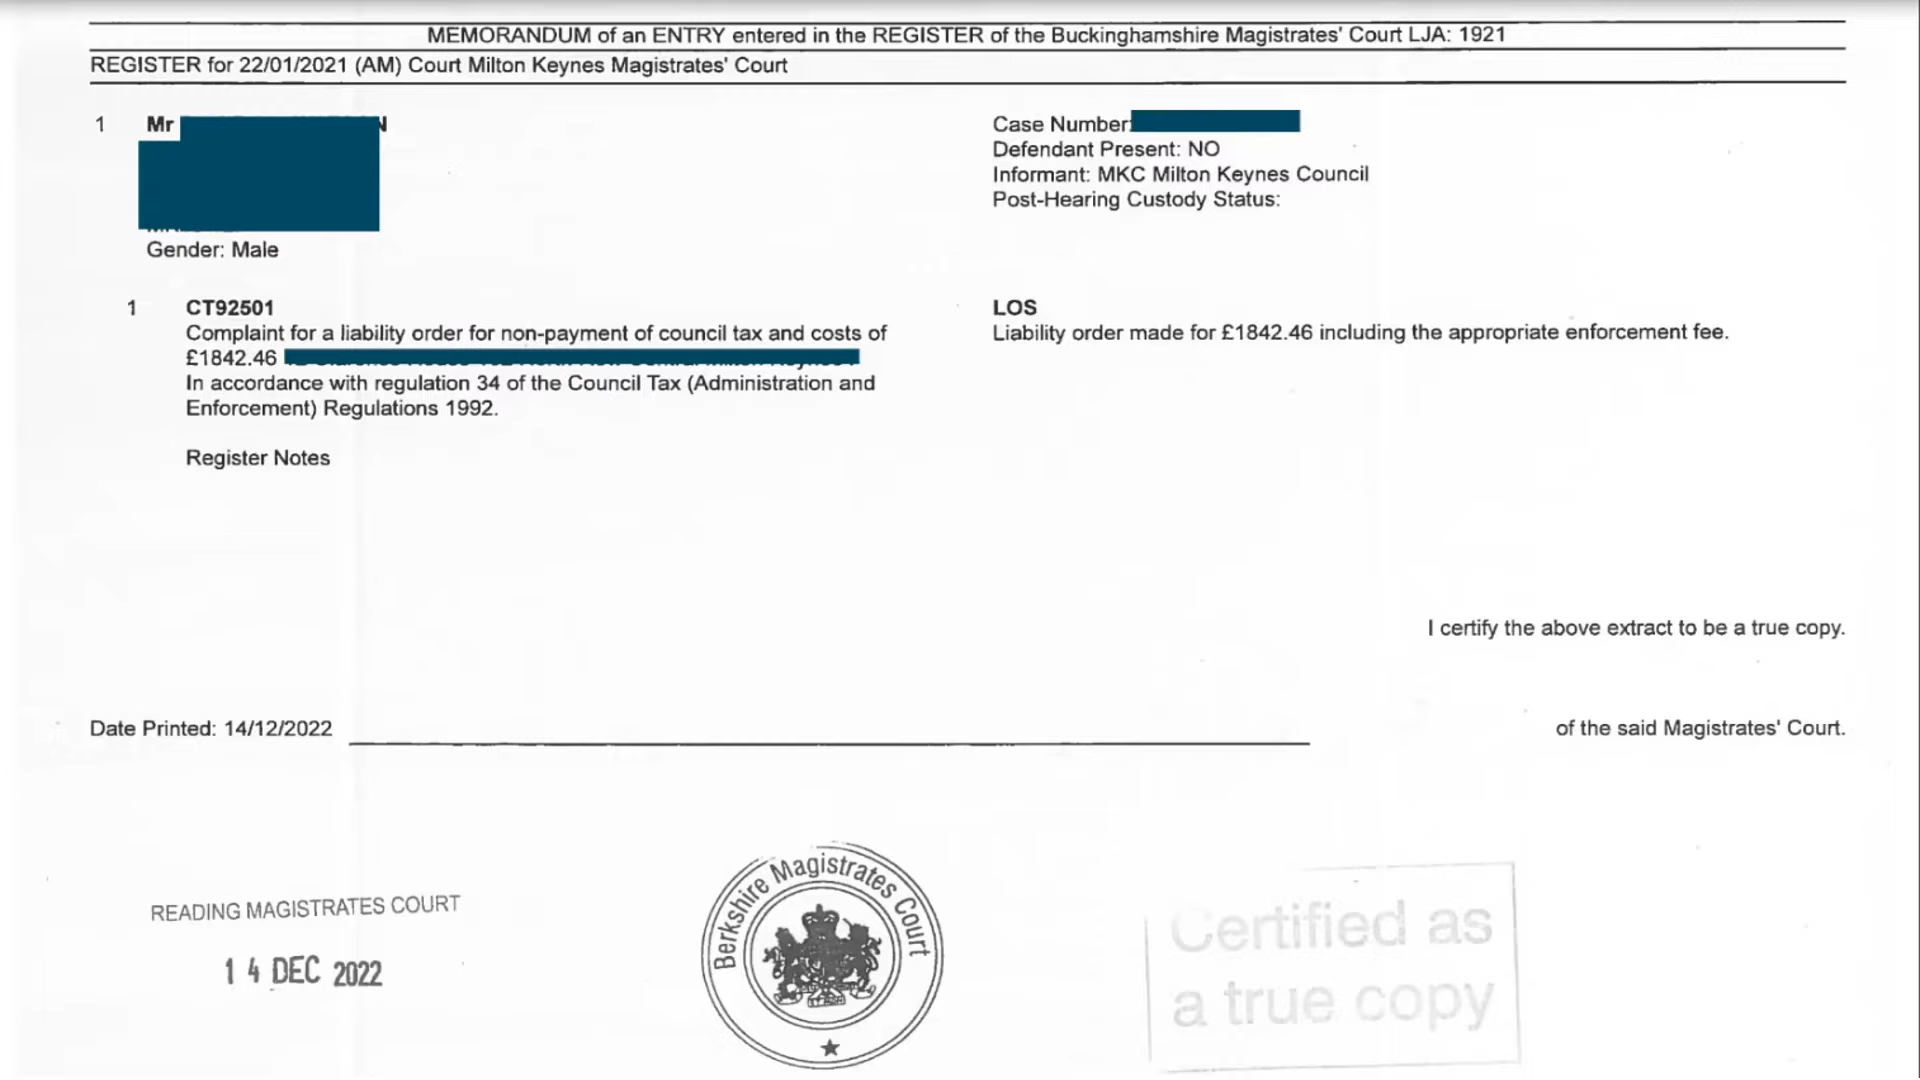 MEMORANDUM of an ENTRY entered in the REGISTER of the Buckinghamshire Magistrates' Court LJA: 1921
REGISTER for 22/01/2021 (AM) Court Milton Keynes Magistrates' Court
1 Mr
Gender: Male
Case Number:
Defendant Present: NO
Informant: MKC Milton Keynes Council
Post-Hearing Custody Status:
1 CT92501
Complaint for a liability order for non-payment of council tax and costs of
£1842.46
In accordance with regulation 34 of the Council Tax (Administration and
Enforcement) Regulations 1992.
Register Notes
LOS
Liability order made for £1842.46 including the appropriate enforcement fee.
I certify the above extract to be a true copy.
Date Printed: 14/12/2022
of the said Magistrates' Court.
READING MAGISTRATES COURT
14 DEC 2022
Berkshire Magistrates Court
Certified as
a true copy